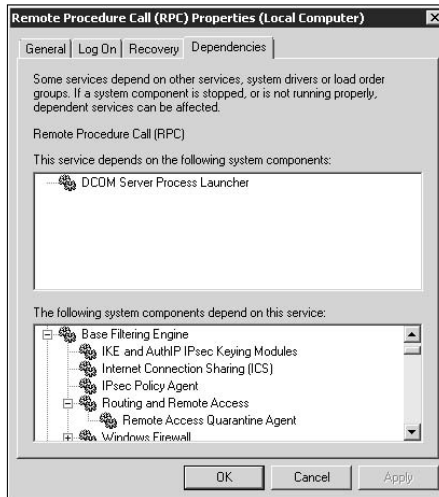 Remote Procedure Call (RPC) Properties (Local Computer)
General
Log On
Recovery
Dependencies
Some services depend on other services, system drivers or load order
groups. If a system component is stopped, or is not running properly,
dependent services can be affected.
Remote Procedure Call (RPC)
This service depends on the following system components:
DCOM Server Process Launcher
The following system components depend on this service:
Base Filtering Engine
IKE and AuthIP IPsec Keying Modules
Internet Connection Sharing (ICS)
IPsec Policy Agent
Routing and Remote Access
Remote Access Quarantine Agent
Windows Firewall
OK
Cancel
Apply